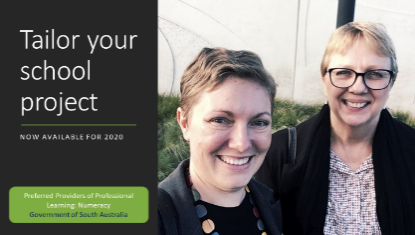 Tailor your
school
project
NOW AVAILABLE FOR 2020
Preferred Providers of Professional
Learning: Numeracy
Government of South Australia